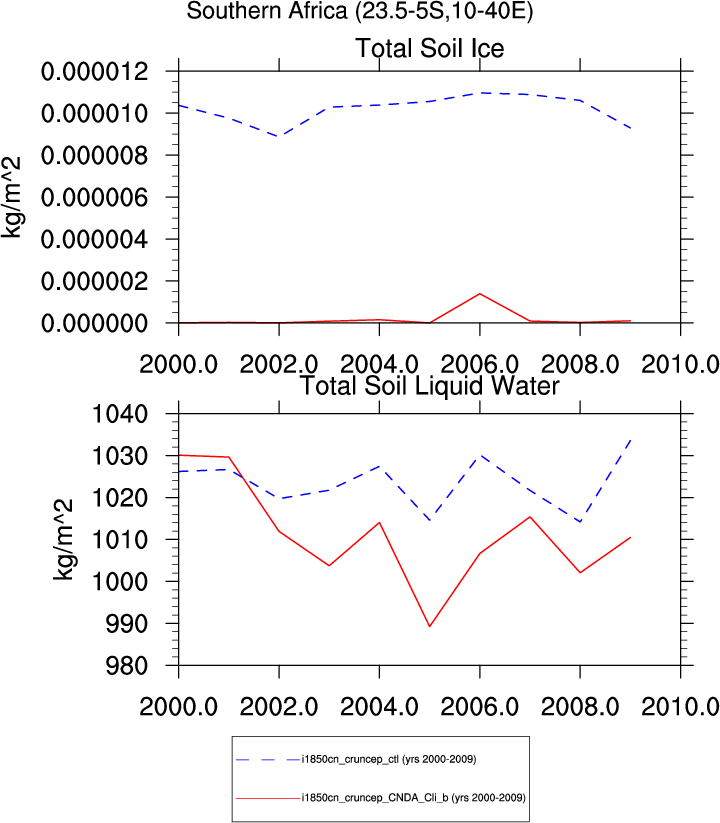 Southern Africa (23.5-5S,10-40E)
Total Soil Ice
0.000012
0.000010
0.000008
0.000006
0.000004
0.000002
0.000000
kg/m^2
2000.0 2002.0 2004.0 2006.0 2008.0 2010.0
Total Soil Liquid Water
1040
1030
1020
1010
1000
990
980
kg/m^2
2000.0 2002.0 2004.0 2006.0 2008.0 2010.0
i1850cn_cruncep_ctl (yrs 2000-2009)
i1850cn_cruncep_CNDA_Cli_b (yrs 2000-2009)